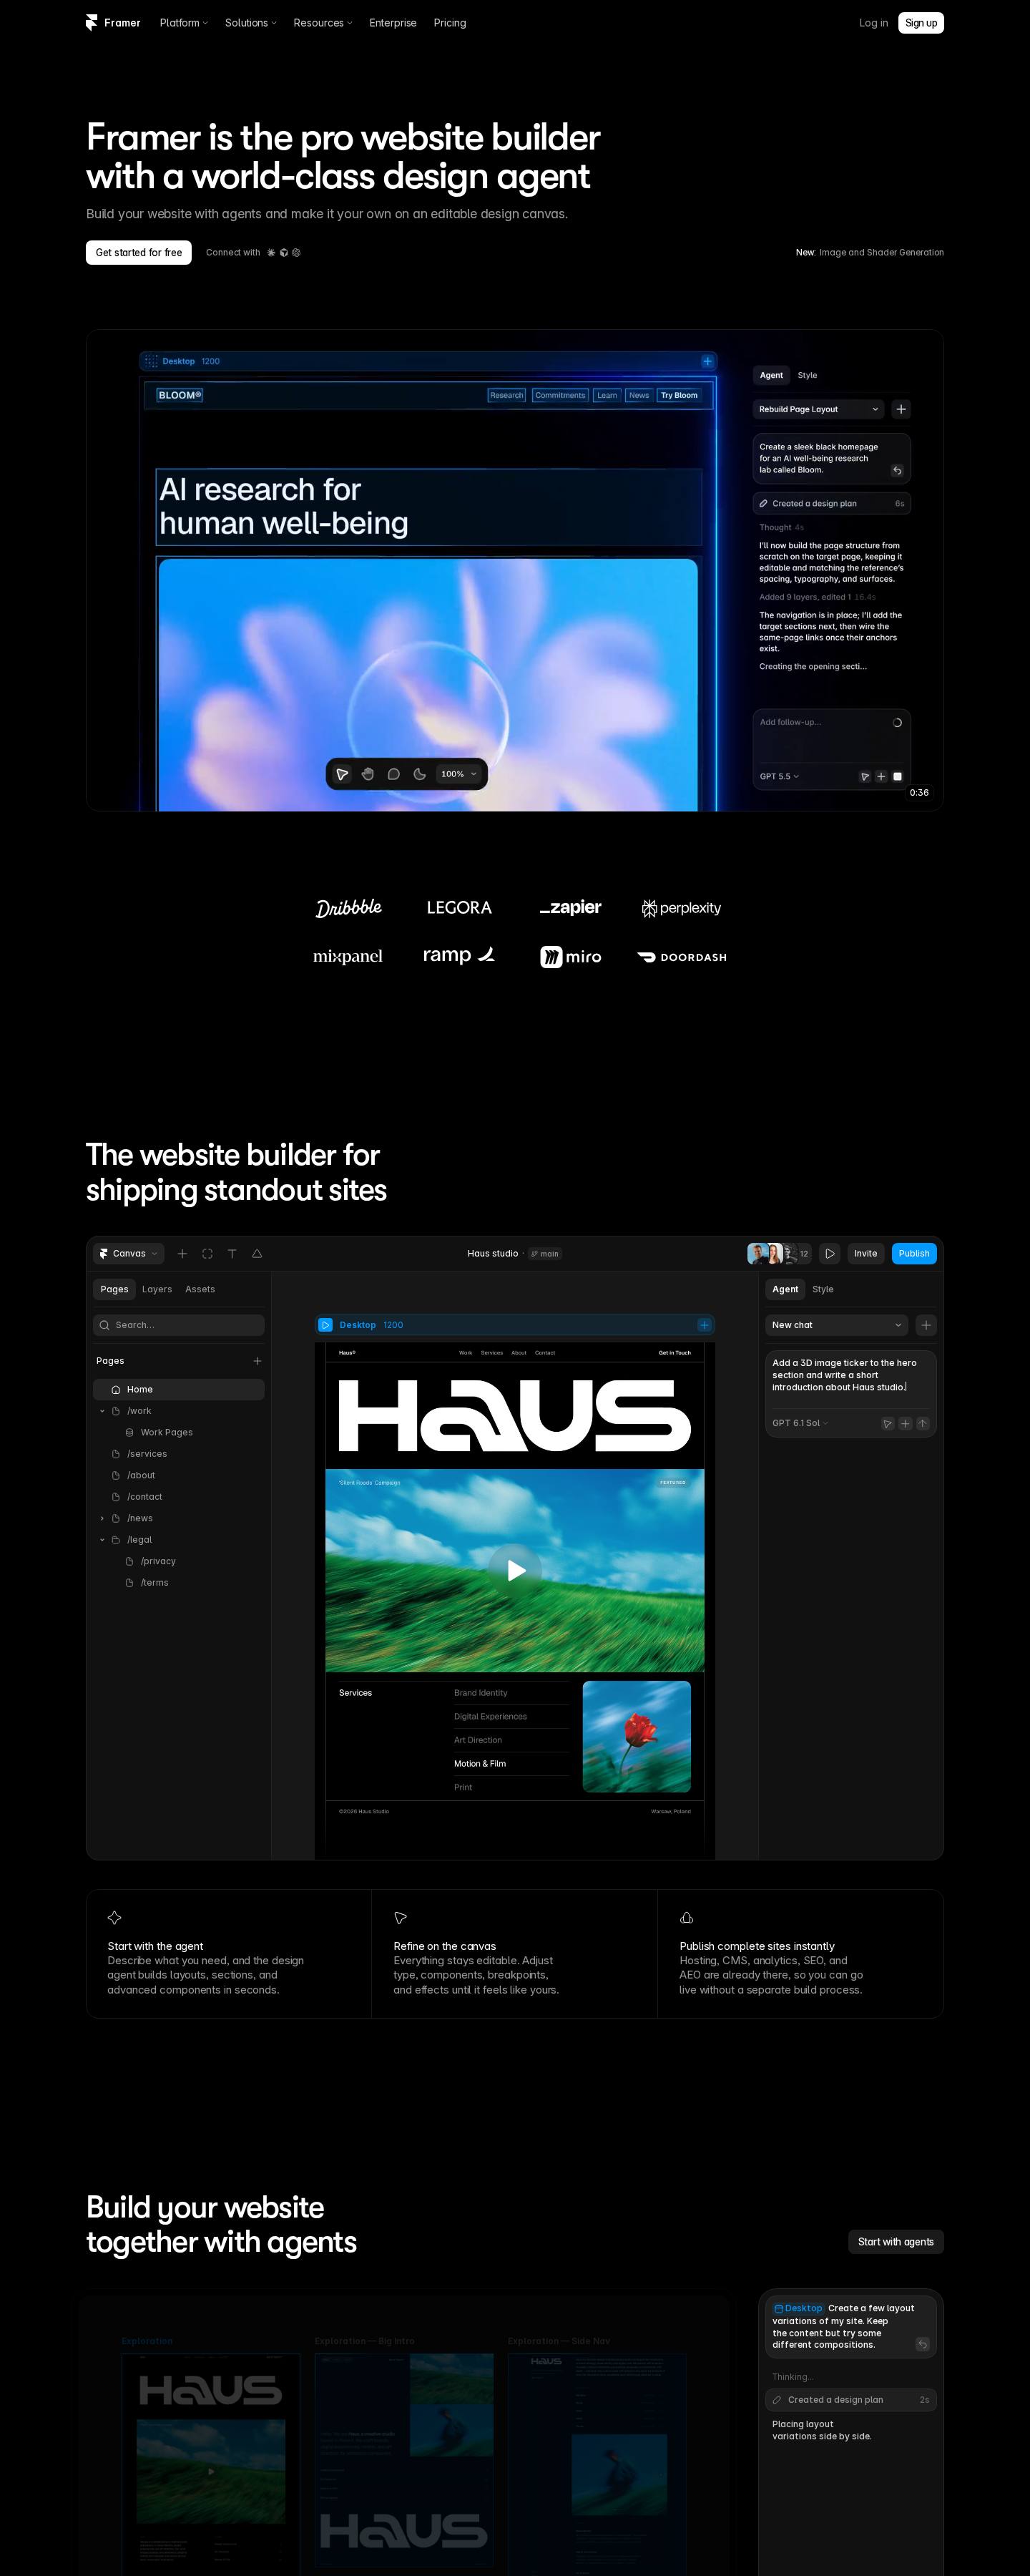 Framer Platform Solutions Resources Enterprise Pricing Log in Sign up
Framer is the pro website builder
with a world-class design agent
Build your website with agents and make it your own on an editable design canvas.
Get started for free Connect with New: Image and Shader Generation
Desktop 1200
BLOOM® Research Commitments Learn News Try Bloom
AI research for
human well-being
100%
Agent Style
Rebuild Page Layout
Create a sleek black homepage
for an AI well-being research
lab called Bloom.
Created a design plan 6s
Thought 4s
I'll now build the page structure from
scratch on the target page, keeping it
editable and matching the reference's
spacing, typography, and surfaces.
Added 9 layers, edited 1 16.4s
The navigation is in place; I'll add the
target sections next, then wire the
same-page links once their anchors
exist.
Creating the opening secti...
Add follow-up...
GPT 5.5
0:36
Dribbble LEGORA zapier perplexity
mixpanel ramp miro DOORDASH
The website builder for
shipping standout sites
Canvas Haus studio · main 12 Invite Publish
Pages Layers Assets
Search...
Pages
Home
/work
Work Pages
/services
/about
/contact
/news
/legal
/privacy
/terms
Desktop 1200
Haus® Work Services About Contact Get in Touch
HAUS
'Silent Roads' Campaign FEATURED
Services Brand Identity
Digital Experiences
Art Direction
Motion & Film
Print
©2026 Haus Studio Warsaw, Poland
Agent Style
New chat
Add a 3D image ticker to the hero
section and write a short
introduction about Haus studio.
GPT 6.1 Sol
Start with the agent
Describe what you need, and the design
agent builds layouts, sections, and
advanced components in seconds.
Refine on the canvas
Everything stays editable. Adjust
type, components, breakpoints,
and effects until it feels like yours.
Publish complete sites instantly
Hosting, CMS, analytics, SEO, and
AEO are already there, so you can go
live without a separate build process.
Build your website
together with agents
Start with agents
Exploration Exploration — Big Intro Exploration — Side Nav
HAUS
HAUS
HAUS
Desktop Create a few layout
variations of my site. Keep
the content but try some
different compositions.
Thinking...
Created a design plan 2s
Placing layout
variations side by side.